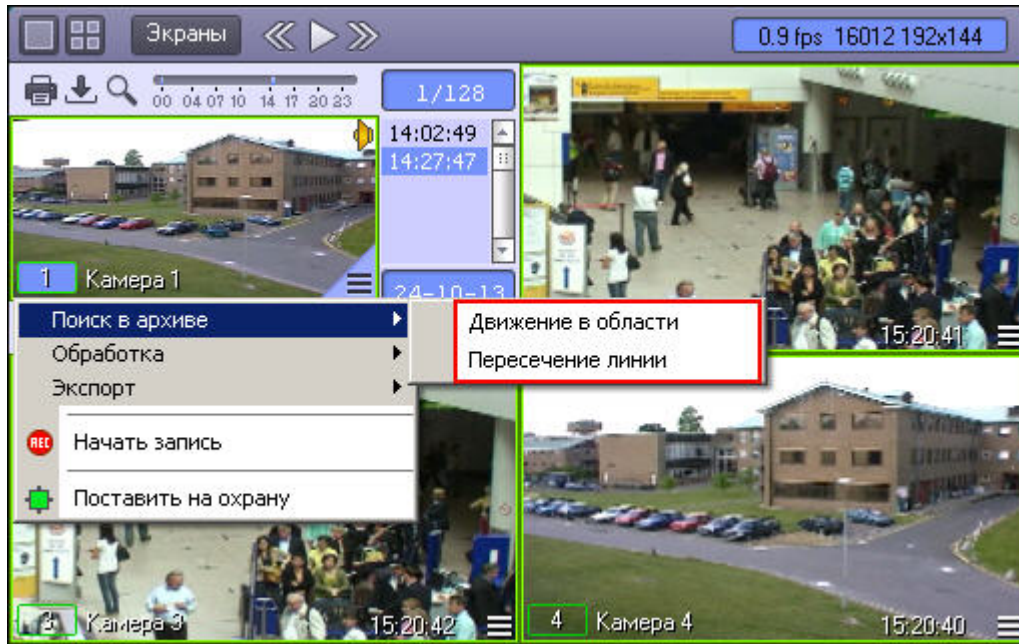 Экраны
0.9 fps 16012 192x144
00 04 07 10 14 17 20 23
1/128
14:02:49
14:27:47
1 Камера 1
24-10-13
Поиск в архиве
Движение в области
Обработка
Пересечение линии
Экспорт
REC Начать запись
Поставить на охрану
15:20:41
3 Камера 3
15:20:42
4 Камера 4
15:20:40